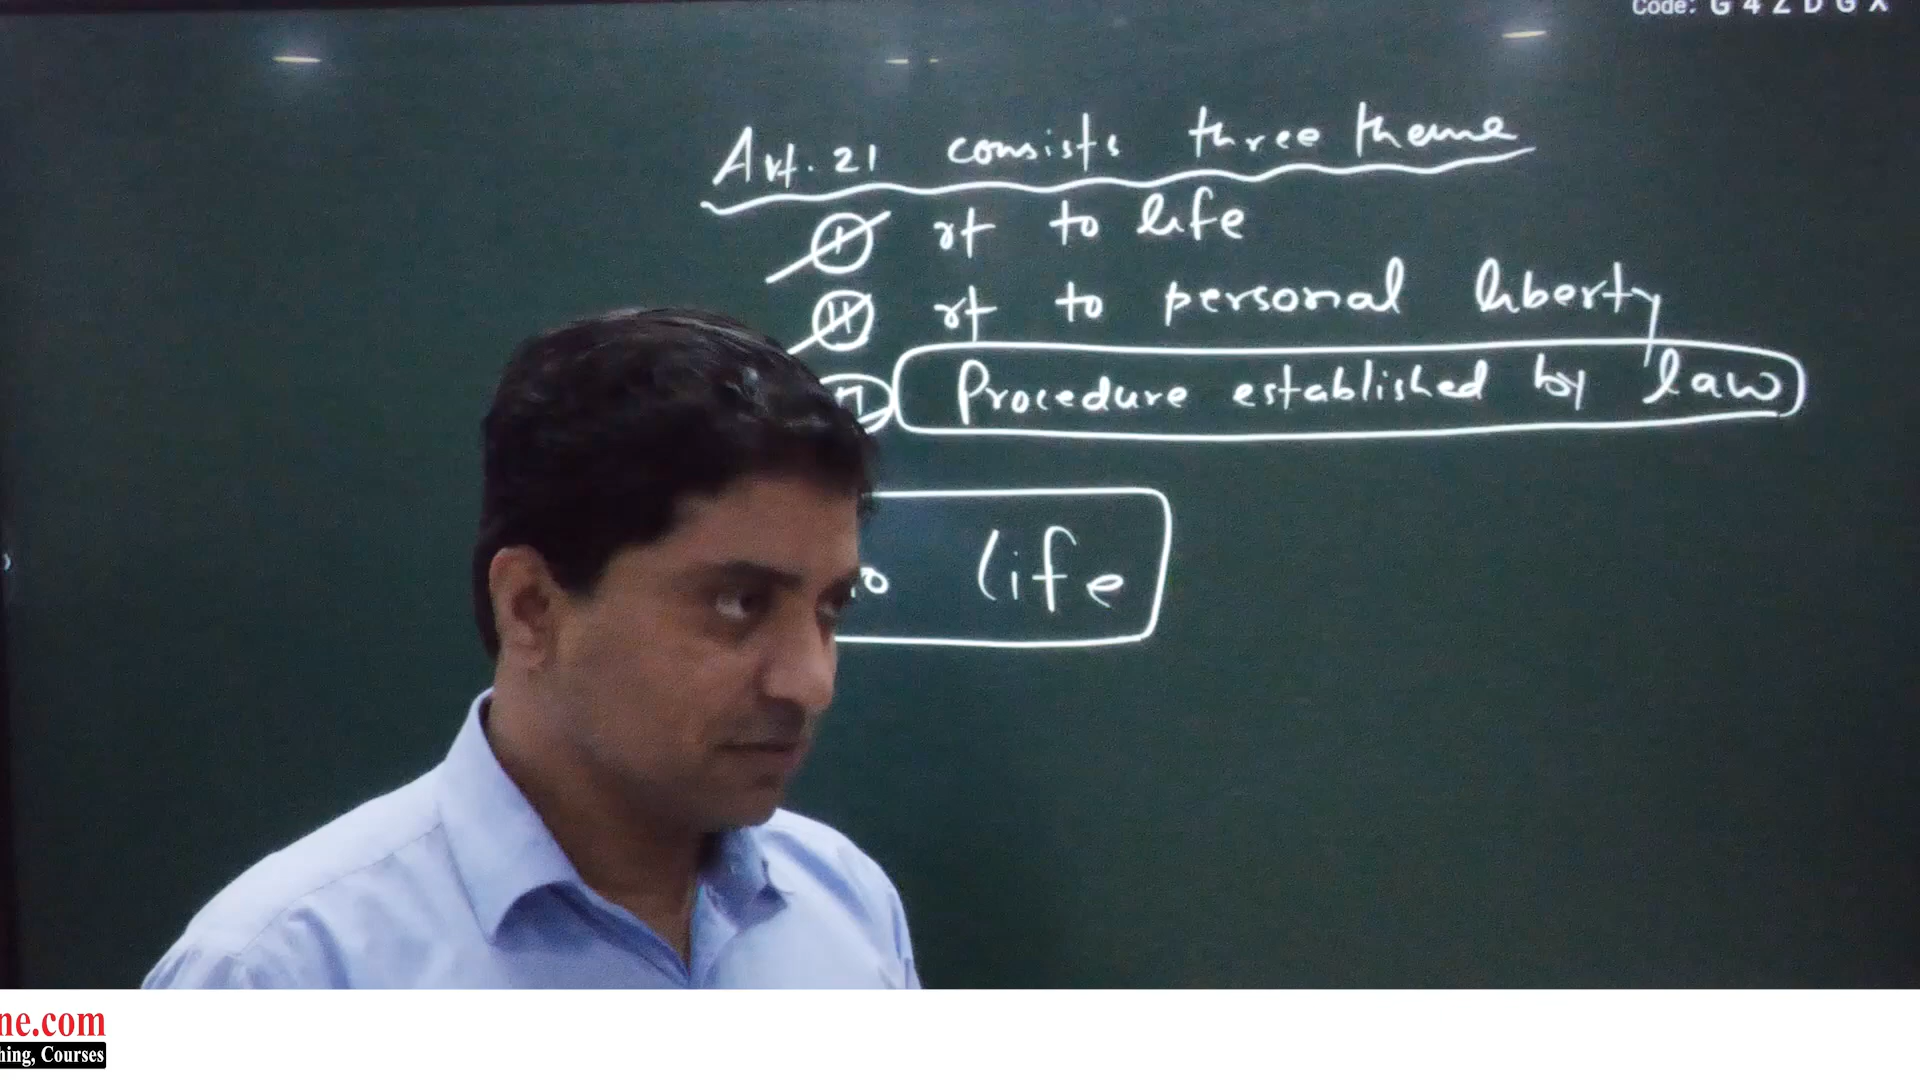 Code: G 4 Z D G X
Art. 21 consists three theme
I rt to life
II rt to personal liberty
Procedure established by law
life
ne.com
hing, Courses